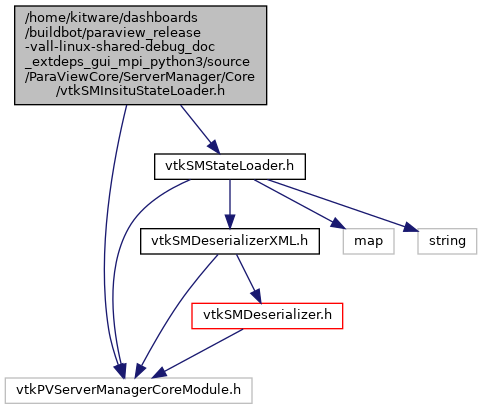 /home/kitware/dashboards
/buildbot/paraview_release
-vall-linux-shared-debug_doc
_extdeps_gui_mpi_python3/source
/ParaViewCore/ServerManager/Core
/vtkSMInsituStateLoader.h
vtkSMStateLoader.h
vtkSMDeserializerXML.h
map
string
vtkSMDeserializer.h
vtkPVServerManagerCoreModule.h